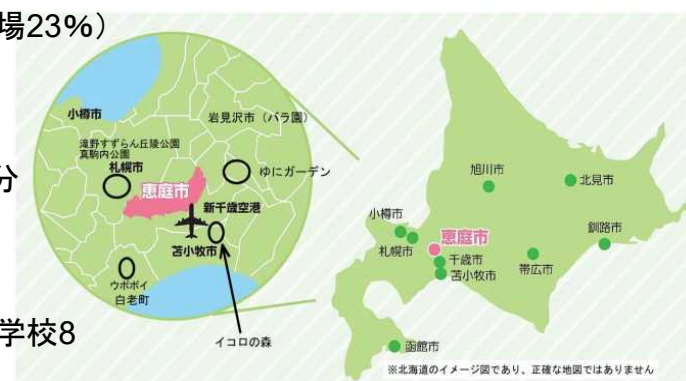 場23%）
分
学校8
小樽市
岩見沢市（バラ園）
滝野すずらん丘陵公園
真駒内公園
札幌市
ゆにガーデン
恵庭市
新千歳空港
苫小牧市
ウポポイ
白老町
イコロの森
旭川市
北見市
小樽市
札幌市
恵庭市
千歳市
苫小牧市
帯広市
釧路市
函館市
※北海道のイメージ図であり、正確な地図ではありません